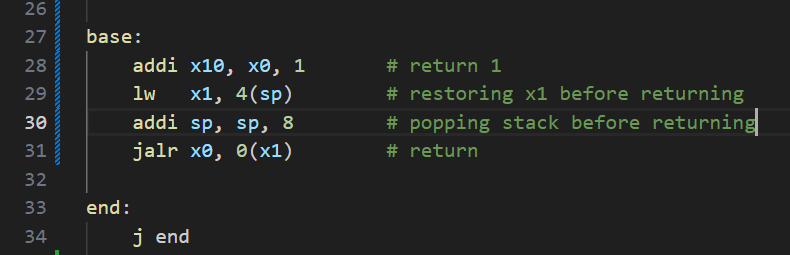 26
27 base:
28 addi x10, x0, 1 # return 1
29 lw x1, 4(sp) # restoring x1 before returning
30 addi sp, sp, 8 # popping stack before returning
31 jalr x0, 0(x1) # return
32
33 end:
34 j end